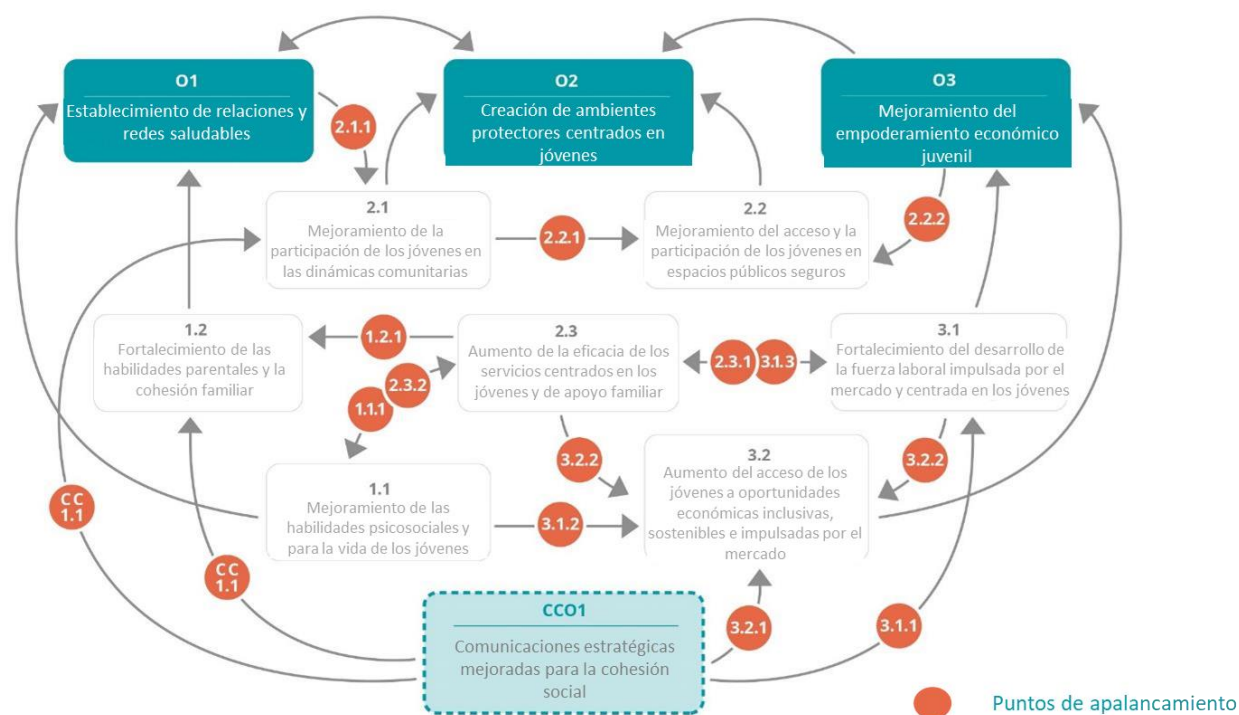 O1
Establecimiento de relaciones y
redes saludables
O2
Creación de ambientes
protectores centrados en
jóvenes
O3
Mejoramiento del
empoderamiento económico
juvenil
2.1.1
2.1
Mejoramiento de la
participación de los jóvenes en
las dinámicas comunitarias
2.2.1
2.2
Mejoramiento del acceso y la
participación de los jóvenes en
espacios públicos seguros
2.2.2
1.2
Fortalecimiento de las
habilidades parentales y la
cohesión familiar
1.2.1
2.3
Aumento de la eficacia de los
servicios centrados en los
jóvenes y de apoyo familiar
2.3.1
3.1.3
3.1
Fortalecimiento del desarrollo de
la fuerza laboral impulsada por el
mercado y centrada en los jóvenes
2.3.2
1.1.1
3.2.2
3.2.2
1.1
Mejoramiento de las
habilidades psicosociales y
para la vida de los jóvenes
3.1.2
3.2
Aumento del acceso de los
jóvenes a oportunidades
económicas inclusivas,
sostenibles e impulsadas por el
mercado
CC
1.1
CC
1.1
CCO1
Comunicaciones estratégicas
mejoradas para la cohesión
social
3.2.1
3.1.1
Puntos de apalancamiento